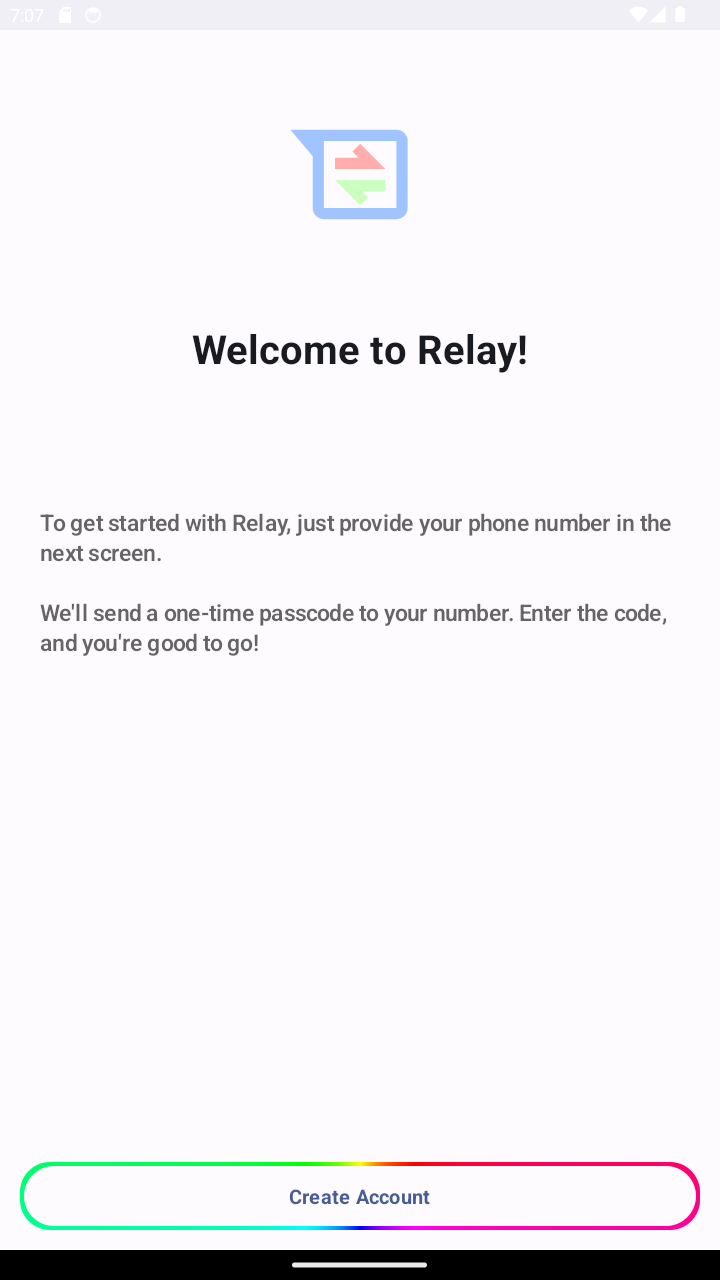 7:07
Welcome to Relay!
To get started with Relay, just provide your phone number in the
next screen.
We'll send a one-time passcode to your number. Enter the code,
and you're good to go!
Create Account